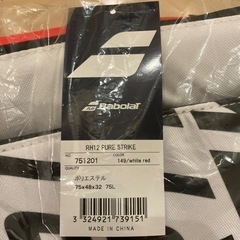 Babolat
RH12 PURE STRIKE
NO.
COLOR
751201
149/white red
QUALITY
ポリエステル
75x48x32 75L
3 324921 739151
MADE IN CHINA